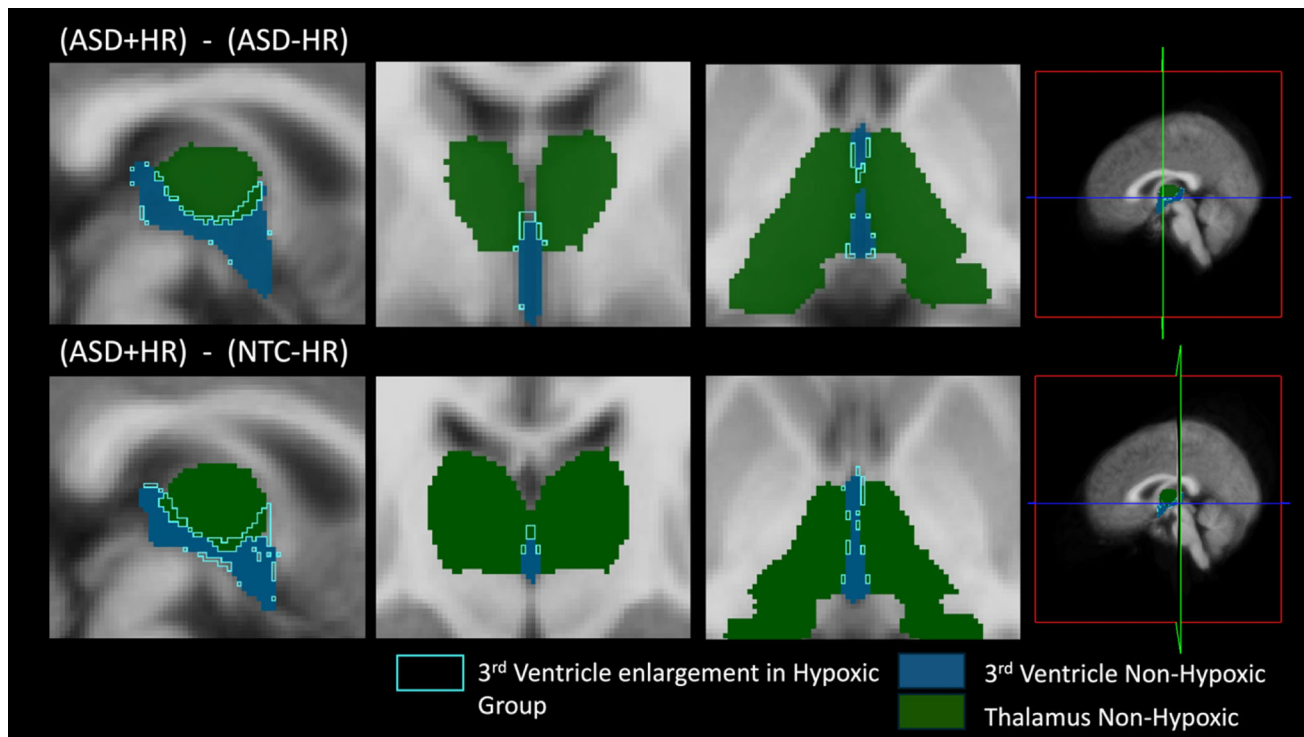 (ASD+HR) - (ASD-HR)
(ASD+HR) - (NTC-HR)
3rd Ventricle enlargement in Hypoxic
Group
3rd Ventricle Non-Hypoxic
Thalamus Non-Hypoxic